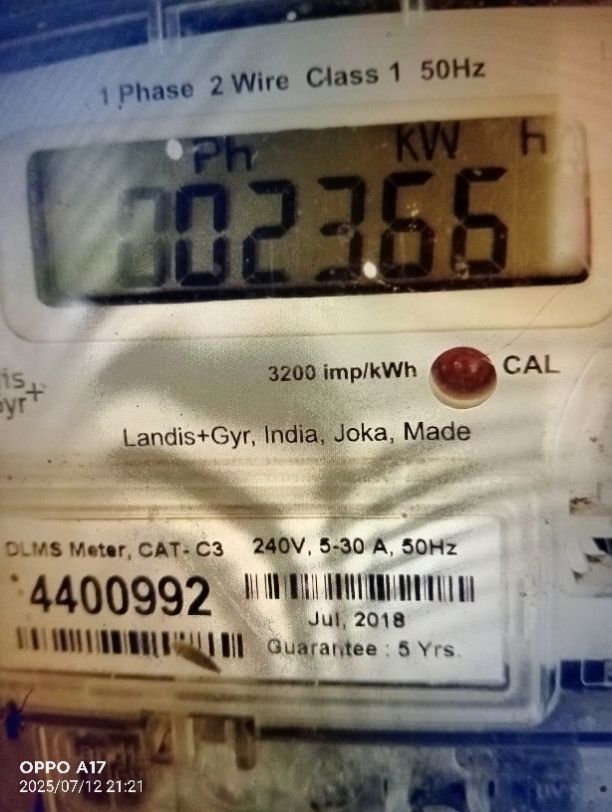 1 Phase 2 Wire Class 1 50Hz
Ph kW h
002366
3200 imp/kWh CAL
is+
yr
Landis+Gyr, India, Joka, Made
DLMS Meter, CAT- C3 240V, 5-30 A, 50Hz
4400992
Jul, 2018
Guarantee : 5 Yrs.
OPPO A17
2025/07/12 21:21